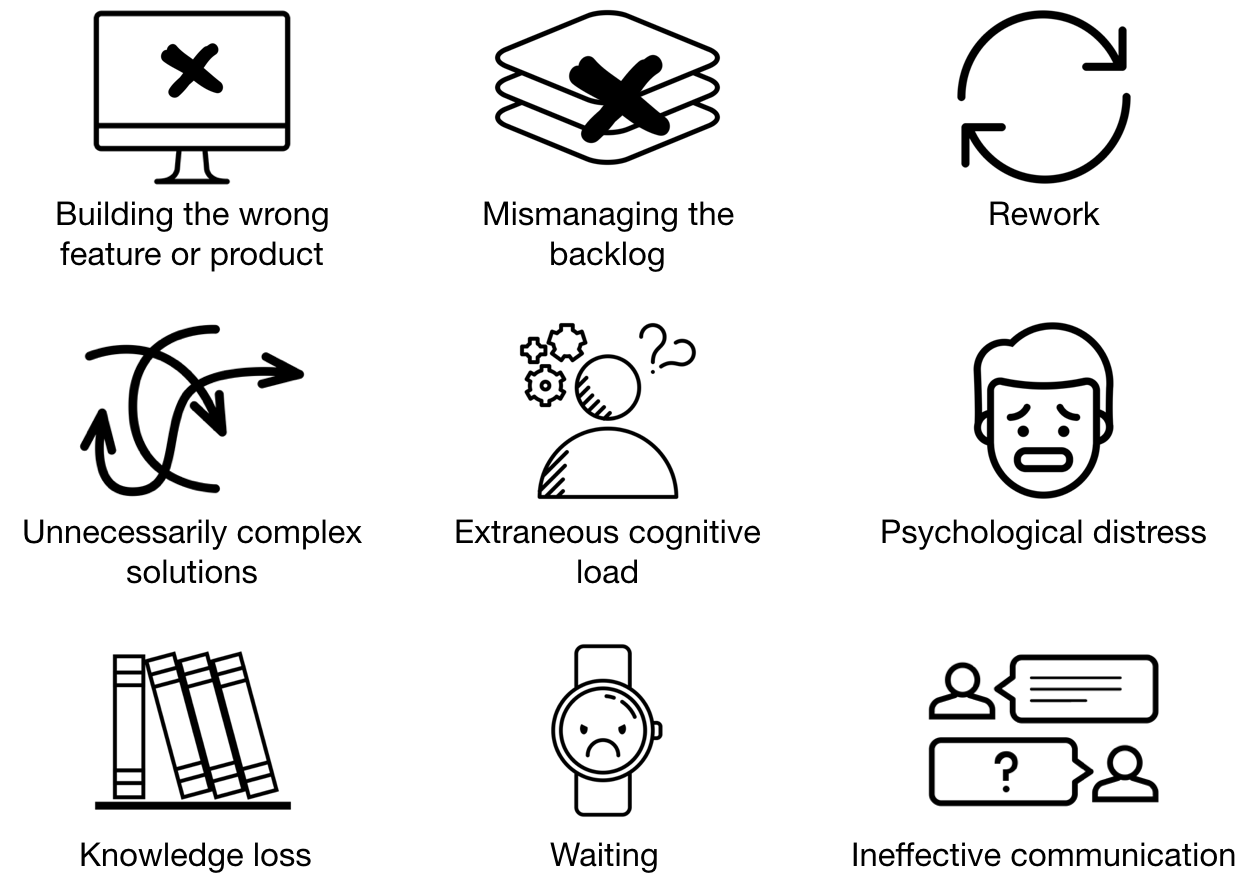 Building the wrong
feature or product
Mismanaging the
backlog
Rework
??
Unnecessarily complex
solutions
Extraneous cognitive
load
Psychological distress
?
Knowledge loss
Waiting
Ineffective communication